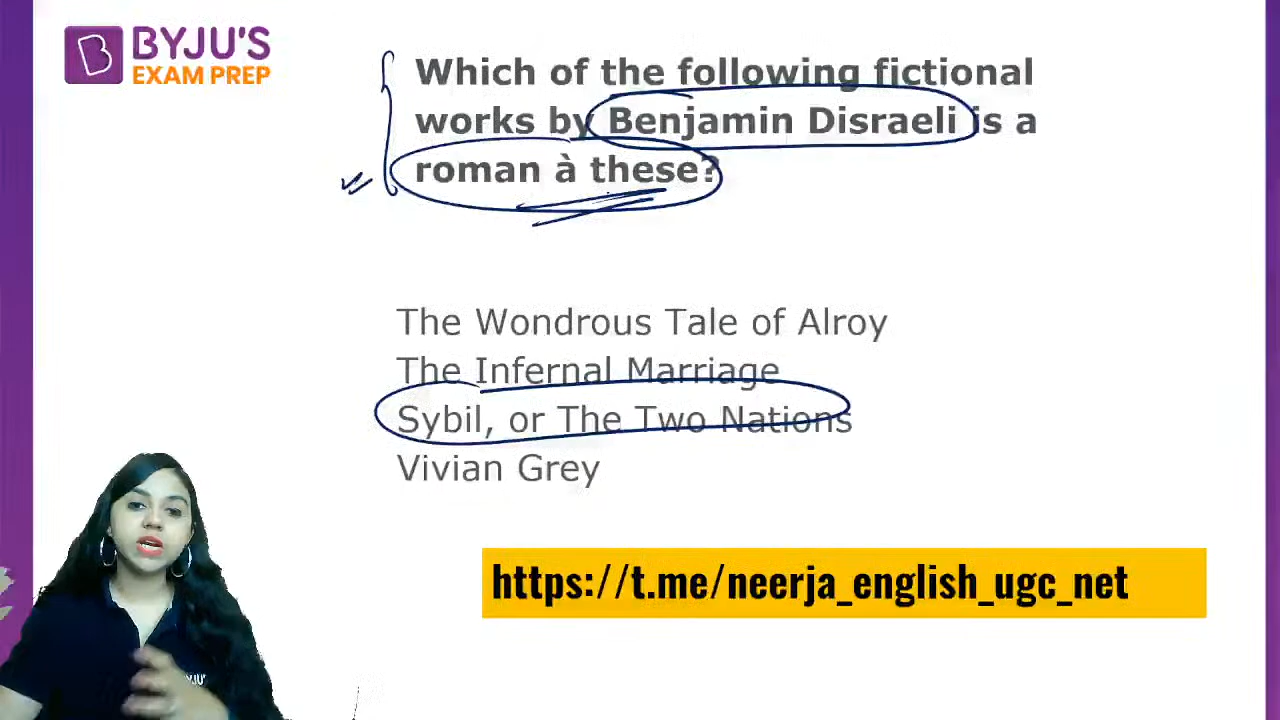 BYJU'S
EXAM PREP
Which of the following fictional
works by Benjamin Disraeli is a
roman à these?
The Wondrous Tale of Alroy
The Infernal Marriage
Sybil, or The Two Nations
Vivian Grey
https://t.me/neerja_english_ugc_net
BYJU'S